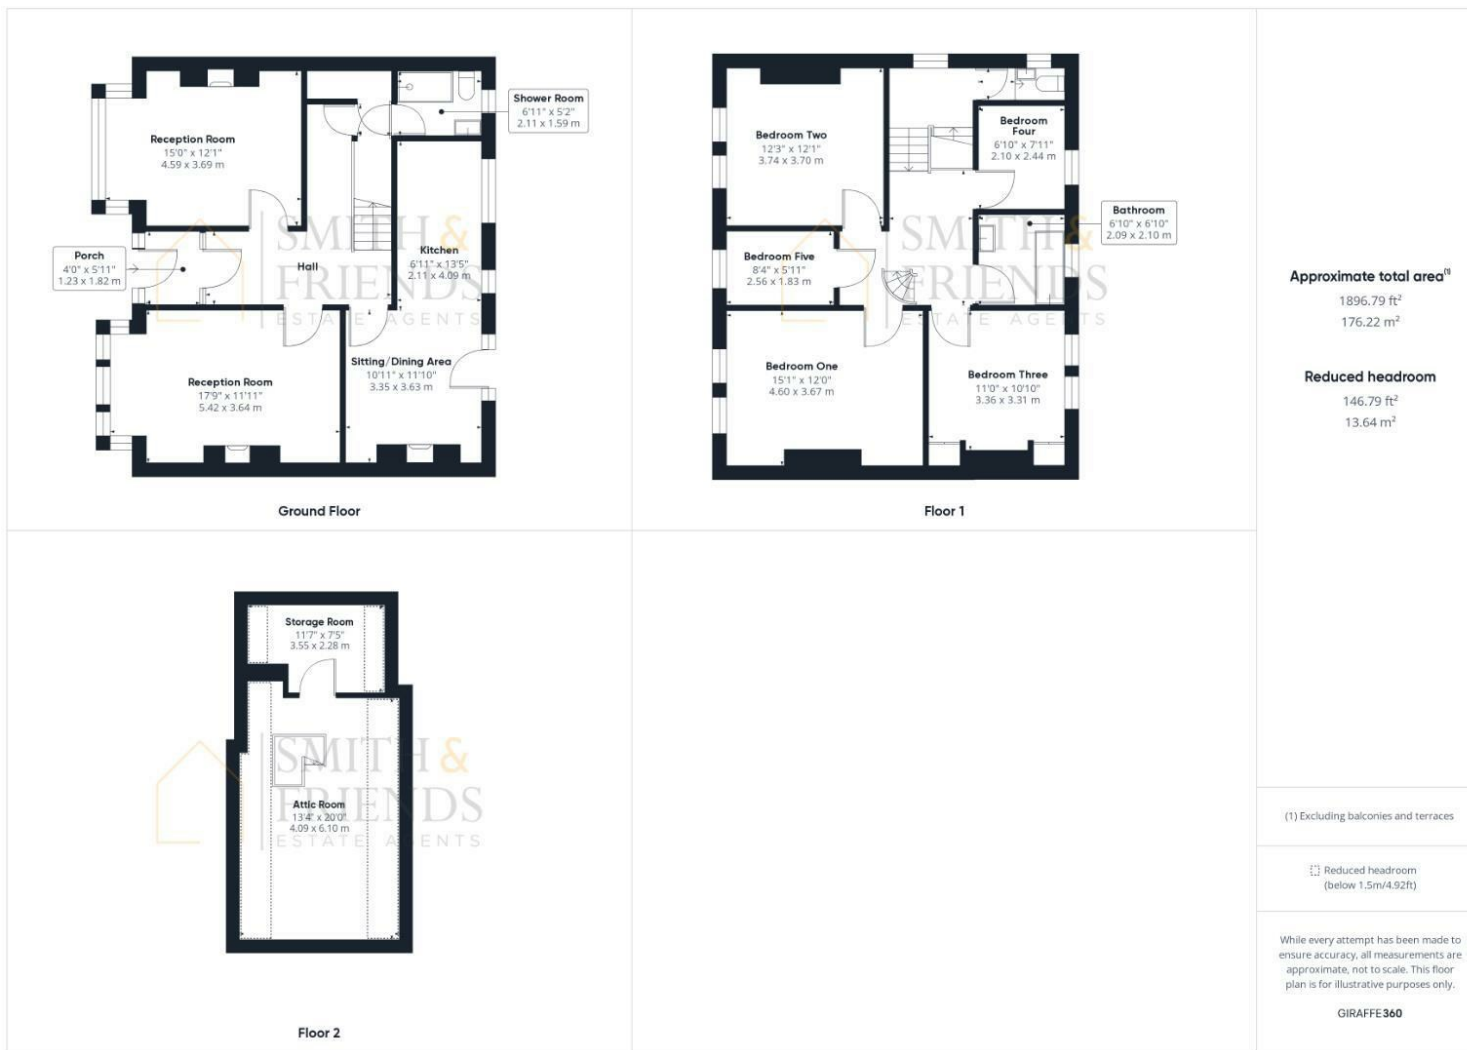 Reception Room
15'0" x 12'1"
4.59 x 3.69 m
Shower Room
6'11" x 5'2"
2.11 x 1.59 m
Porch
4'0" x 5'11"
1.23 x 1.82 m
Hall
Kitchen
6'11" x 13'5"
2.11 x 4.09 m
Reception Room
17'9" x 11'11"
5.42 x 3.64 m
Sitting/Dining Area
10'11" x 11'10"
3.35 x 3.63 m
SMITH &
FRIENDS
ESTATE AGENTS
Ground Floor
Bedroom Two
12'3" x 12'1"
3.74 x 3.70 m
Bedroom
Four
6'10" x 7'11"
2.10 x 2.44 m
Bathroom
6'10" x 6'10"
2.09 x 2.10 m
Bedroom Five
8'4" x 5'11"
2.56 x 1.83 m
Bedroom One
15'1" x 12'0"
4.60 x 3.67 m
Bedroom Three
11'0" x 10'10"
3.36 x 3.31 m
SMITH &
FRIENDS
ESTATE AGENTS
Floor 1
Storage Room
11'7" x 7'5"
3.55 x 2.28 m
Attic Room
13'4" x 20'0"
4.09 x 6.10 m
SMITH &
FRIENDS
ESTATE AGENTS
Floor 2
Approximate total area(1)
1896.79 ft²
176.22 m²
Reduced headroom
146.79 ft²
13.64 m²
(1) Excluding balconies and terraces
Reduced headroom
(below 1.5m/4.92ft)
While every attempt has been made to
ensure accuracy, all measurements are
approximate, not to scale. This floor
plan is for illustrative purposes only.
GIRAFFE360